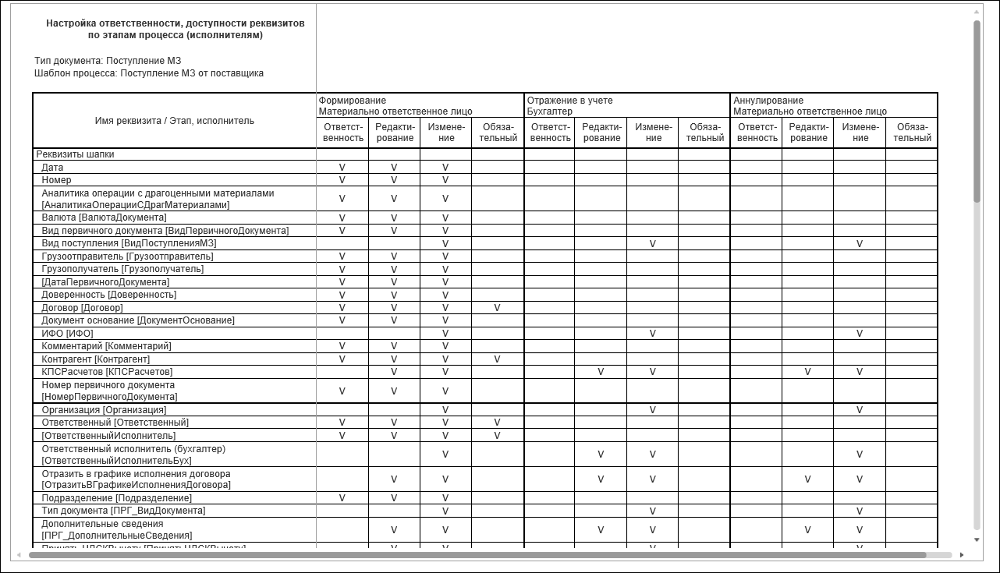 Настройка ответственности, доступности реквизитов
по этапам процесса (исполнителям)
Тип документа: Поступление МЗ
Шаблон процесса: Поступление МЗ от поставщика
Имя реквизита / Этап, исполнитель
Формирование
Материально ответственное лицо
Отражение в учете
Бухгалтер
Аннулирование
Материально ответственное лицо
Ответст-
венность
Редакти-
рование
Измене-
ние
Обяза-
тельный
Ответст-
венность
Редакти-
рование
Измене-
ние
Обяза-
тельный
Ответст-
венность
Редакти-
рование
Измене-
ние
Обяза-
тельный
Реквизиты шапки
Дата V V V
Номер V V V
Аналитика операции с драгоценными материалами
[АналитикаОперацииСДрагМатериалами] V V V
Валюта [ВалютаДокумента] V V V
Вид первичного документа [ВидПервичногоДокумента] V V V
Вид поступления [ВидПоступленияМЗ] V V V
Грузоотправитель [Грузоотправитель] V V V
Грузополучатель [Грузополучатель] V V V
[ДатаПервичногоДокумента] V V V
Доверенность [Доверенность] V V V
Договор [Договор] V V V V
Документ основание [ДокументОснование] V V V
ИФО [ИФО] V V V
Комментарий [Комментарий] V V V
Контрагент [Контрагент] V V V V
КПСРасчетов [КПСРасчетов] V V V V V V
Номер первичного документа
[НомерПервичногоДокумента] V V V
Организация [Организация] V V V
Ответственный [Ответственный] V V V V
[ОтветственныйИсполнитель] V V V V
Ответственный исполнитель (бухгалтер)
[ОтветственныйИсполнительБух] V V V V
Отразить в графике исполнения договора
[ОтразитьВГрафикеИсполненияДоговора] V V V V V V
Подразделение [Подразделение] V V V
Тип документа [ПРГ_ВидДокумента] V V V
Дополнительные сведения
[ПРГ_ДополнительныеСведения] V V V V V V